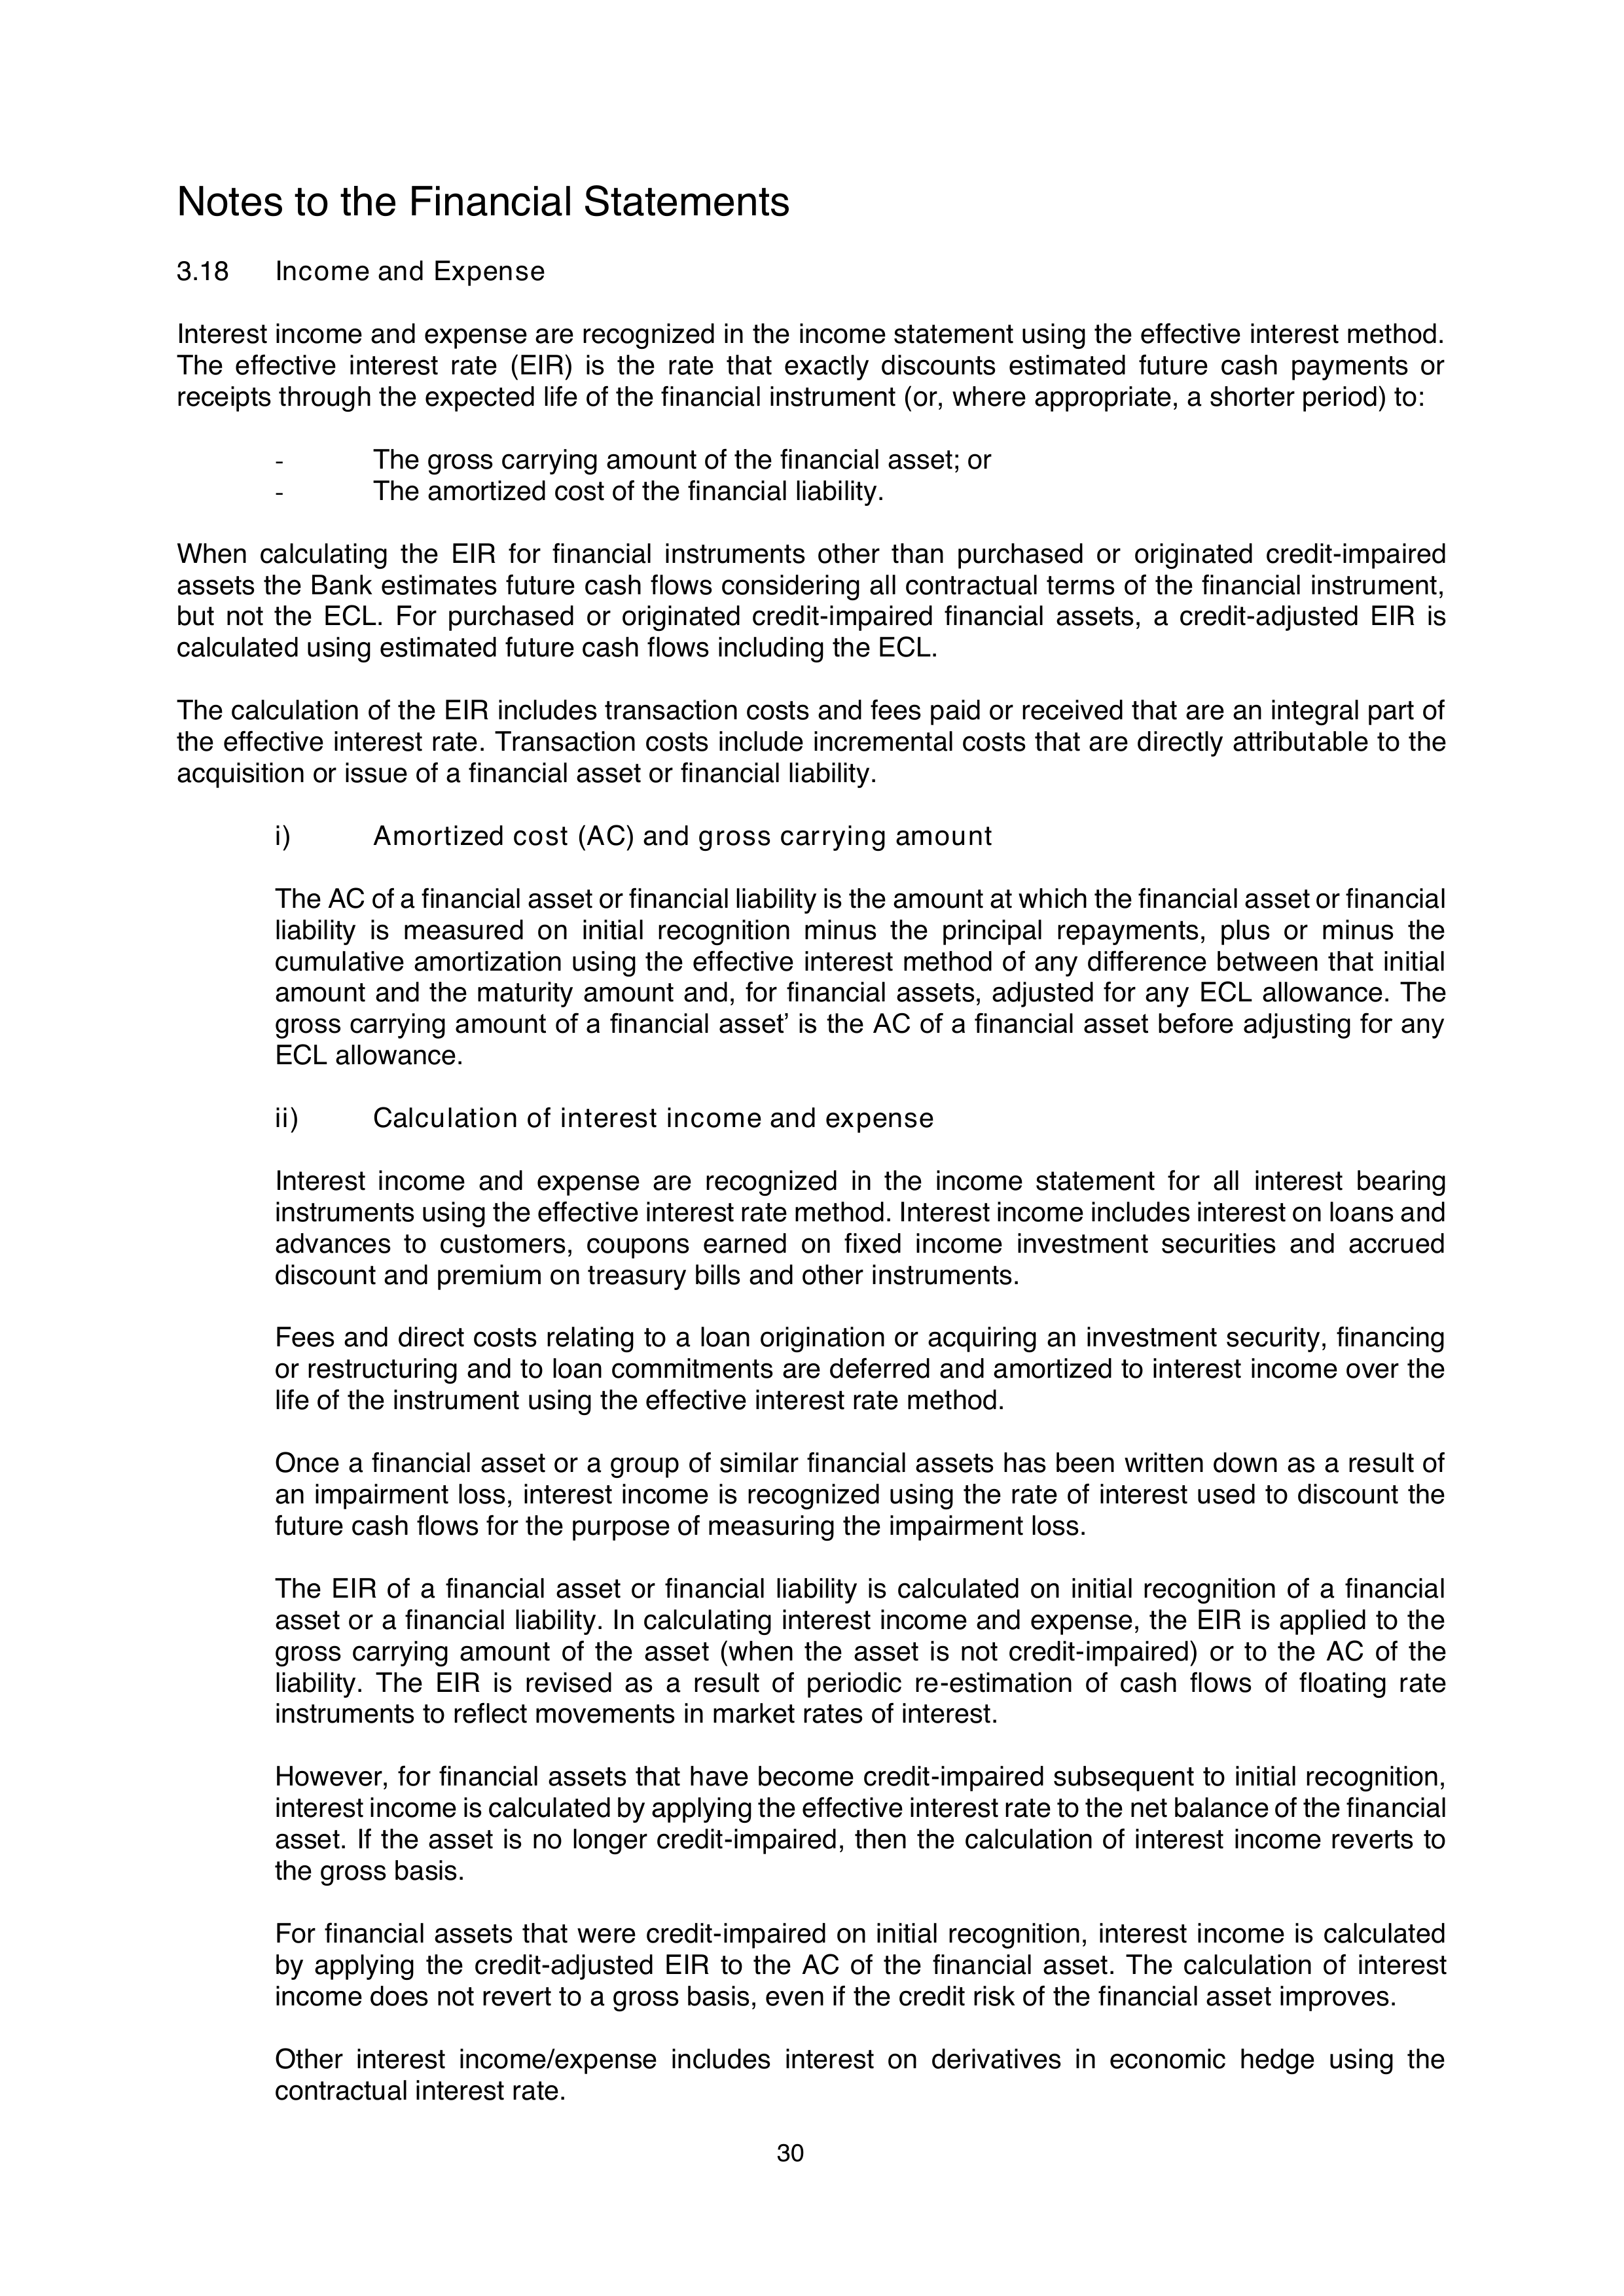 Notes to the Financial Statements
3.18 Income and Expense
Interest income and expense are recognized in the income statement using the effective interest method.
The effective interest rate (EIR) is the rate that exactly discounts estimated future cash payments or
receipts through the expected life of the financial instrument (or, where appropriate, a shorter period) to:
- The gross carrying amount of the financial asset; or
- The amortized cost of the financial liability.
When calculating the EIR for financial instruments other than purchased or originated credit-impaired
assets the Bank estimates future cash flows considering all contractual terms of the financial instrument,
but not the ECL. For purchased or originated credit-impaired financial assets, a credit-adjusted EIR is
calculated using estimated future cash flows including the ECL.
The calculation of the EIR includes transaction costs and fees paid or received that are an integral part of
the effective interest rate. Transaction costs include incremental costs that are directly attributable to the
acquisition or issue of a financial asset or financial liability.
i) Amortized cost (AC) and gross carrying amount
The AC of a financial asset or financial liability is the amount at which the financial asset or financial
liability is measured on initial recognition minus the principal repayments, plus or minus the
cumulative amortization using the effective interest method of any difference between that initial
amount and the maturity amount and, for financial assets, adjusted for any ECL allowance. The
gross carrying amount of a financial asset’ is the AC of a financial asset before adjusting for any
ECL allowance.
ii) Calculation of interest income and expense
Interest income and expense are recognized in the income statement for all interest bearing
instruments using the effective interest rate method. Interest income includes interest on loans and
advances to customers, coupons earned on fixed income investment securities and accrued
discount and premium on treasury bills and other instruments.
Fees and direct costs relating to a loan origination or acquiring an investment security, financing
or restructuring and to loan commitments are deferred and amortized to interest income over the
life of the instrument using the effective interest rate method.
Once a financial asset or a group of similar financial assets has been written down as a result of
an impairment loss, interest income is recognized using the rate of interest used to discount the
future cash flows for the purpose of measuring the impairment loss.
The EIR of a financial asset or financial liability is calculated on initial recognition of a financial
asset or a financial liability. In calculating interest income and expense, the EIR is applied to the
gross carrying amount of the asset (when the asset is not credit-impaired) or to the AC of the
liability. The EIR is revised as a result of periodic re-estimation of cash flows of floating rate
instruments to reflect movements in market rates of interest.
However, for financial assets that have become credit-impaired subsequent to initial recognition,
interest income is calculated by applying the effective interest rate to the net balance of the financial
asset. If the asset is no longer credit-impaired, then the calculation of interest income reverts to
the gross basis.
For financial assets that were credit-impaired on initial recognition, interest income is calculated
by applying the credit-adjusted EIR to the AC of the financial asset. The calculation of interest
income does not revert to a gross basis, even if the credit risk of the financial asset improves.
Other interest income/expense includes interest on derivatives in economic hedge using the
contractual interest rate.
30